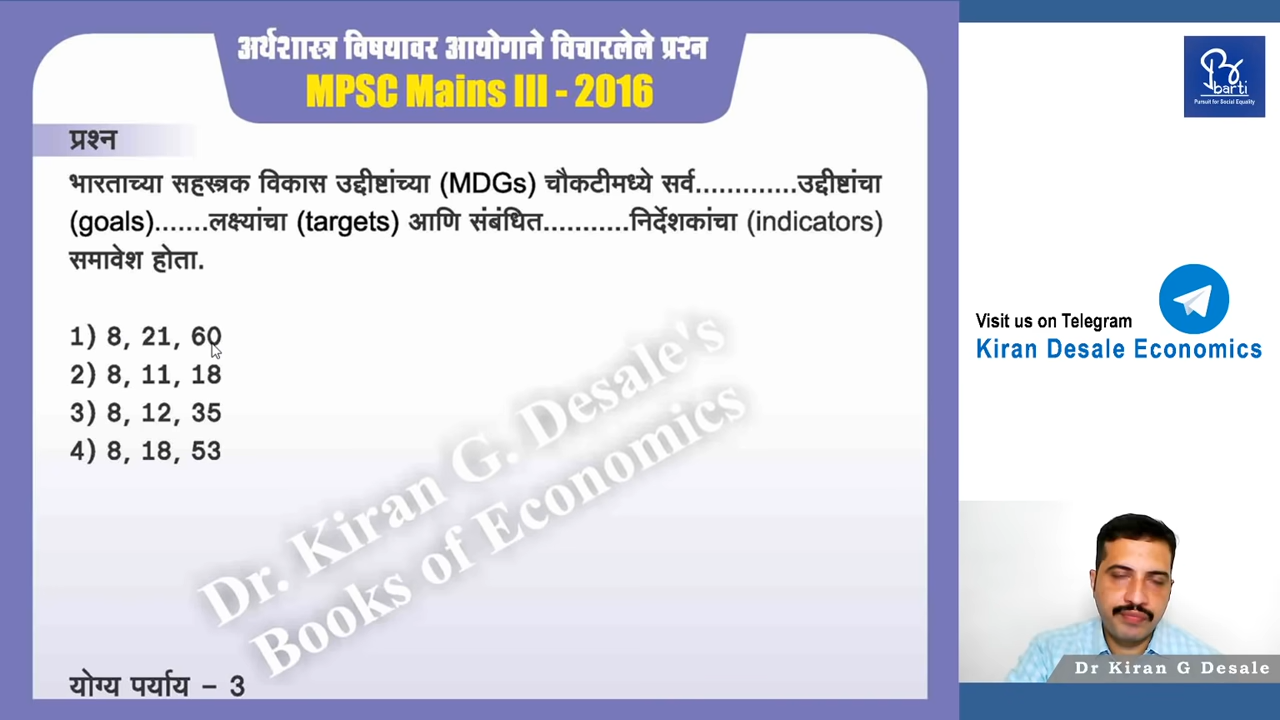 अर्थशास्त्र विषयावर आयोगाने विचारलेले प्रश्न
MPSC Mains III - 2016
प्रश्न
भारताच्या सहस्त्रक विकास उद्दीष्टांच्या (MDGs) चौकटीमध्ये सर्व.............उद्दीष्टांचा
(goals).......लक्ष्यांचा (targets) आणि संबंधित...........निर्देशकांचा (indicators)
समावेश होता.
1) 8, 21, 60
2) 8, 11, 18
3) 8, 12, 35
4) 8, 18, 53
Dr. Kiran G. Desale's
Books of Economics
योग्य पर्याय - 3
barti
Pursuit for Social Equality
Visit us on Telegram
Kiran Desale Economics
Dr Kiran G Desale